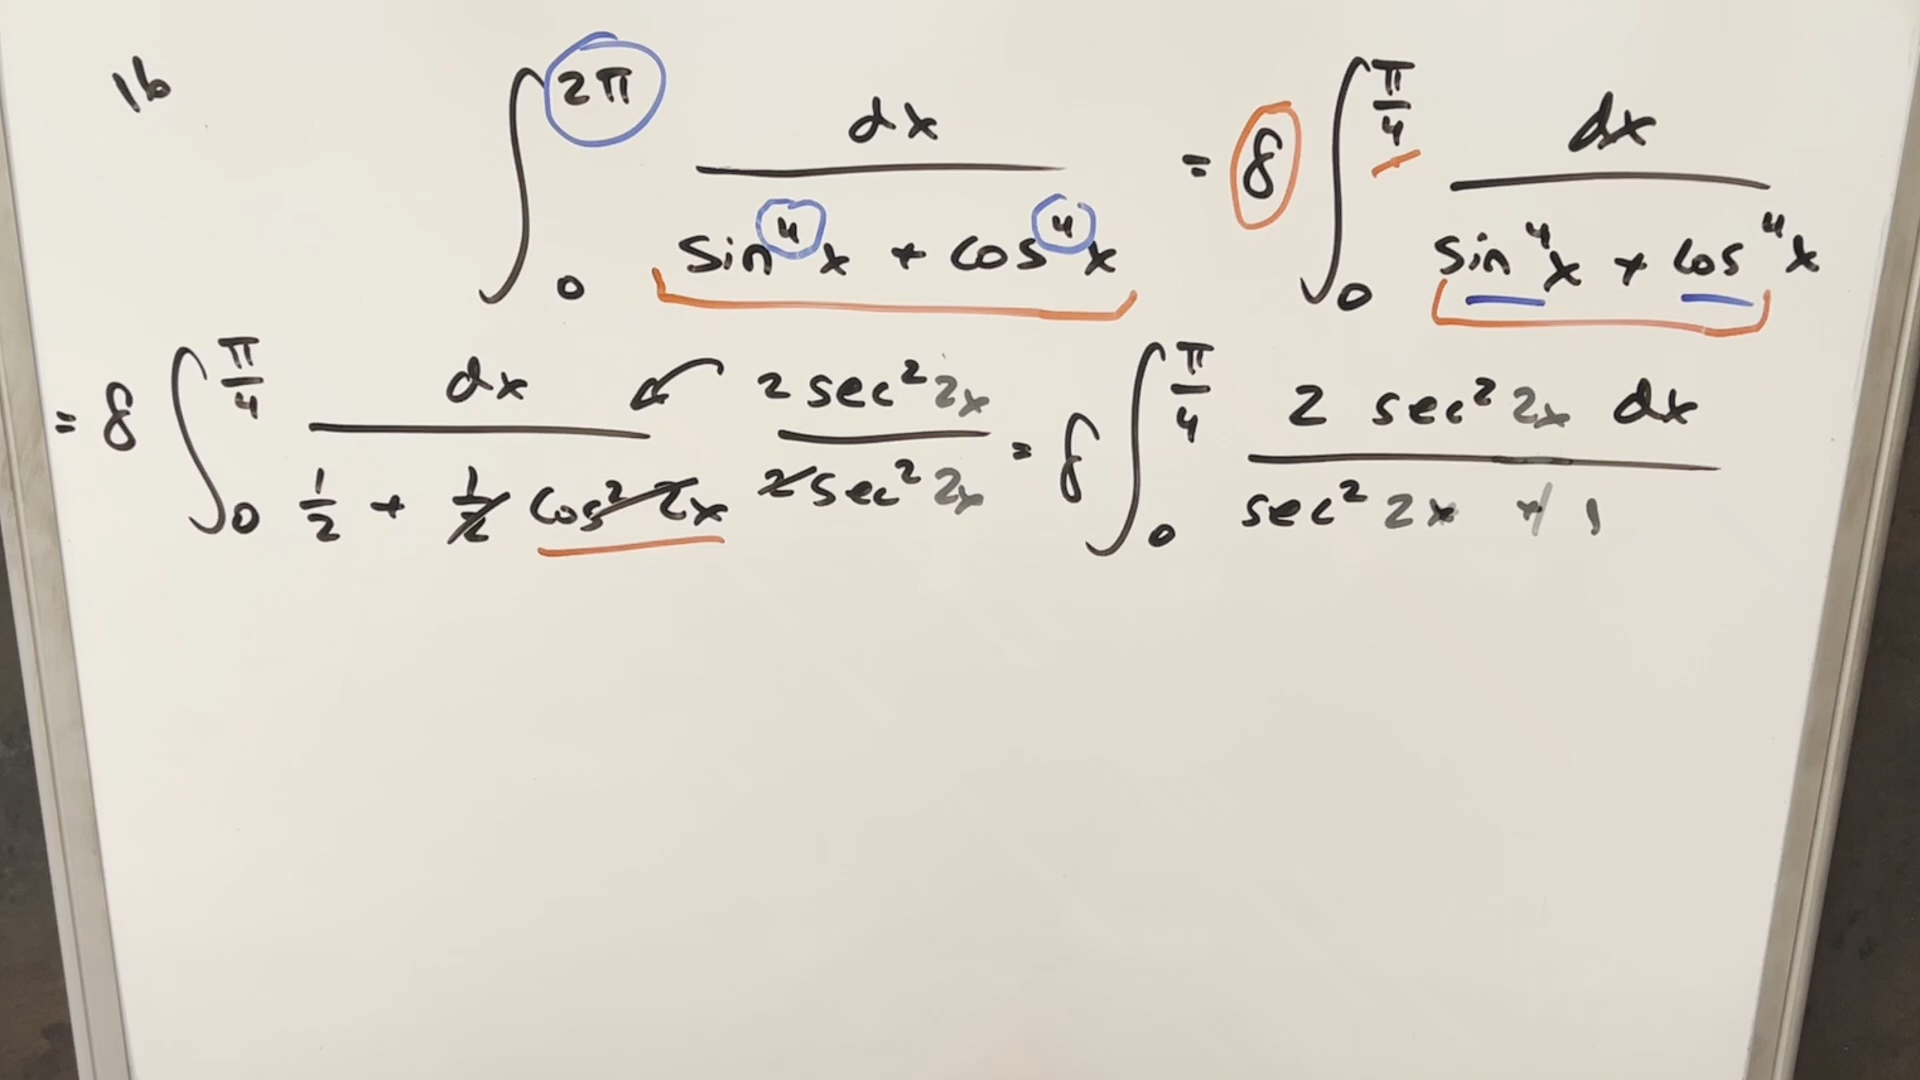 16 ∫₀^{2π} dx / (sin⁴x + cos⁴x) = 8 ∫₀^{π/4} dx / (sin⁴x + cos⁴x)
= 8 ∫₀^{π/4} dx / (1/2 + 1/2 cos² 2x) 2 sec² 2x / 2 sec² 2x = 8 ∫₀^{π/4} 2 sec² 2x dx / (sec² 2x + 1)